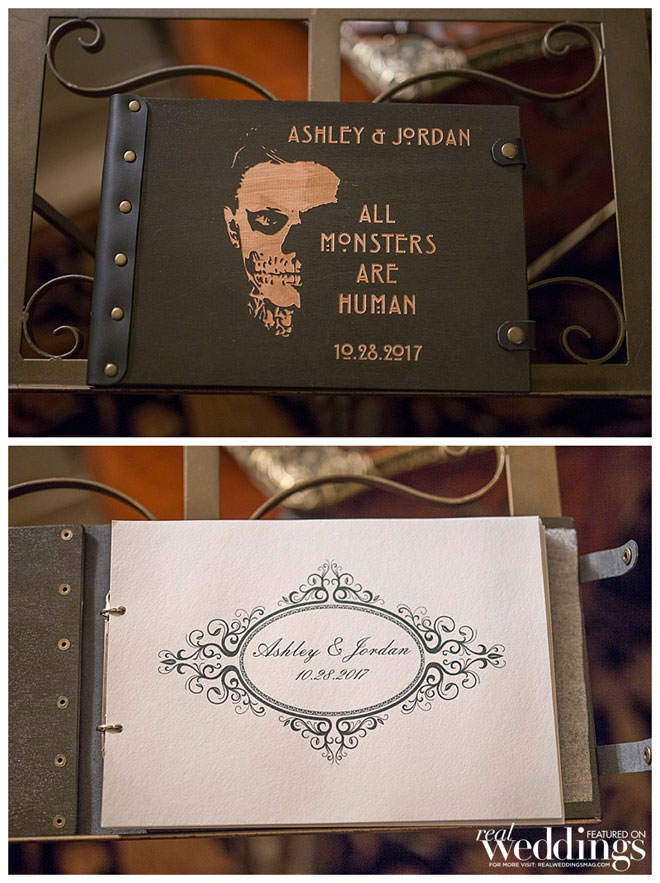 ASHLEY & JORDAN
ALL
MONSTERS
ARE
HUMAN
10.28.2017
Ashley & Jordan
10.28.2017
real weddings
FEATURED ON
FOR MORE VISIT: REALWEDDINGSMAG.COM